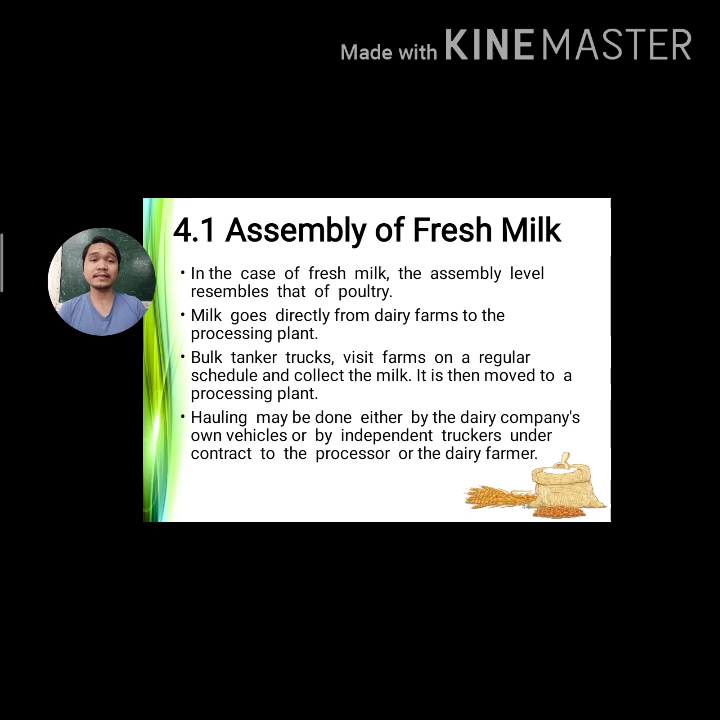 Made with KINEMASTER
4.1 Assembly of Fresh Milk
• In the case of fresh milk, the assembly level
resembles that of poultry.
• Milk goes directly from dairy farms to the
processing plant.
• Bulk tanker trucks, visit farms on a regular
schedule and collect the milk. It is then moved to a
processing plant.
• Hauling may be done either by the dairy company's
own vehicles or by independent truckers under
contract to the processor or the dairy farmer.